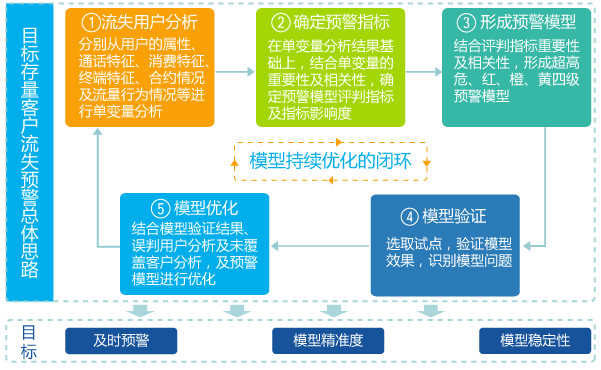 目标存量客户流失预警总体思路
①流失用户分析
分别从用户的属性、
通话特征、消费特征、
终端特征、合约情况
及流量行为情况等进
行单变量分析
② 确定预警指标
在单变量分析结果基
础上，结合单变量的
重要性及相关性，确
定预警模型评判指标
及指标影响度
③ 形成预警模型
结合评判指标重要性
及相关性，形成超高
危、红、橙、黄四级
预警模型
模型持续优化的闭环
④ 模型验证
选取试点，验证模型
效果，识别模型问题
⑤ 模型优化
结合模型验证结果、
误判用户分析及未覆
盖客户分析，及预警
模型进行优化
目标
及时预警
模型精准度
模型稳定性